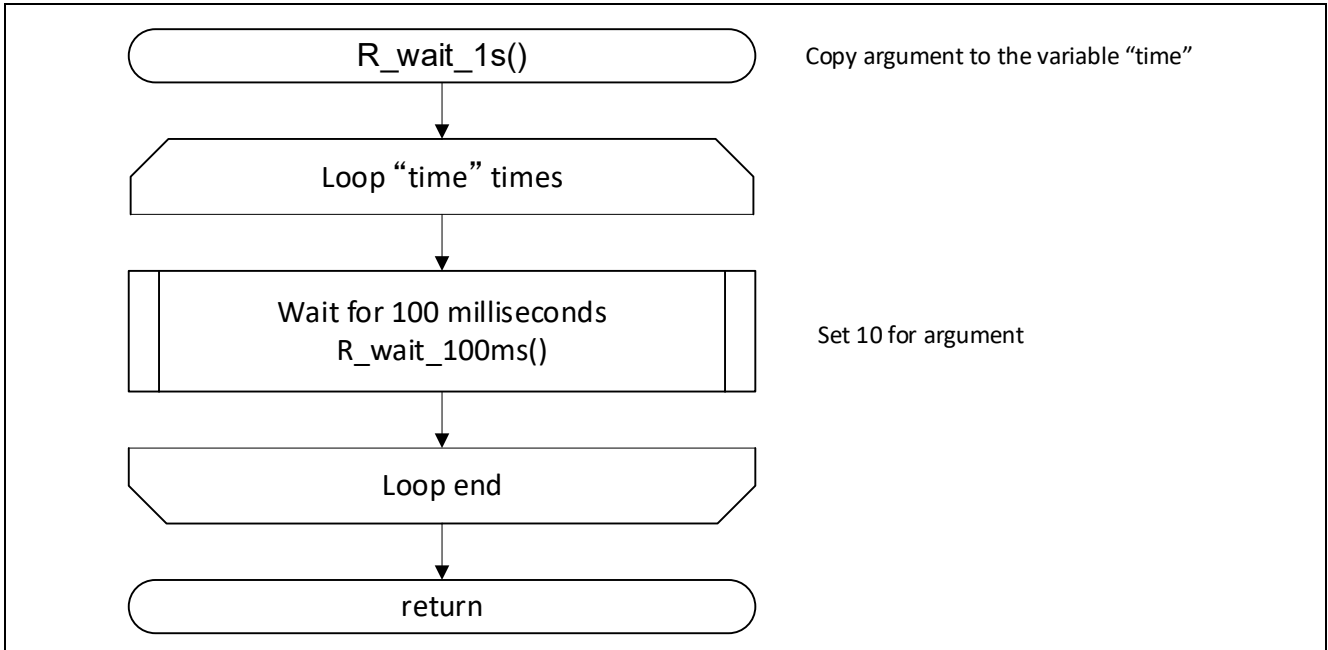 R_wait_1s()
Copy argument to the variable “time”
Loop “time” times
Wait for 100 milliseconds
R_wait_100ms()
Set 10 for argument
Loop end
return